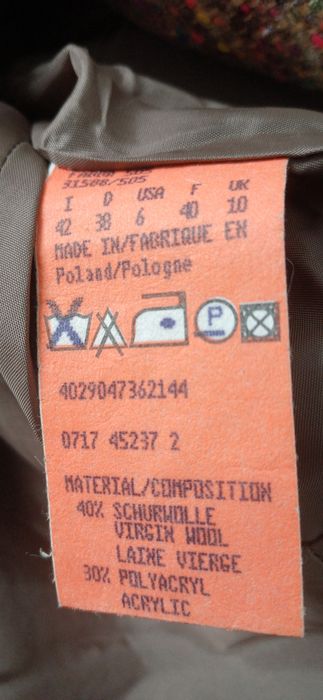 31588/505
I D USA F UK
42 38 6 40 10
MADE IN/FABRIQUE EN
Poland/Pologne
P
4029047362144
0717 45237 2
MATERIAL/COMPOSITION
40% SCHURWOLLE
VIRGIN WOOL
LAINE VIERGE
30% POLYACRYL
ACRYLIC